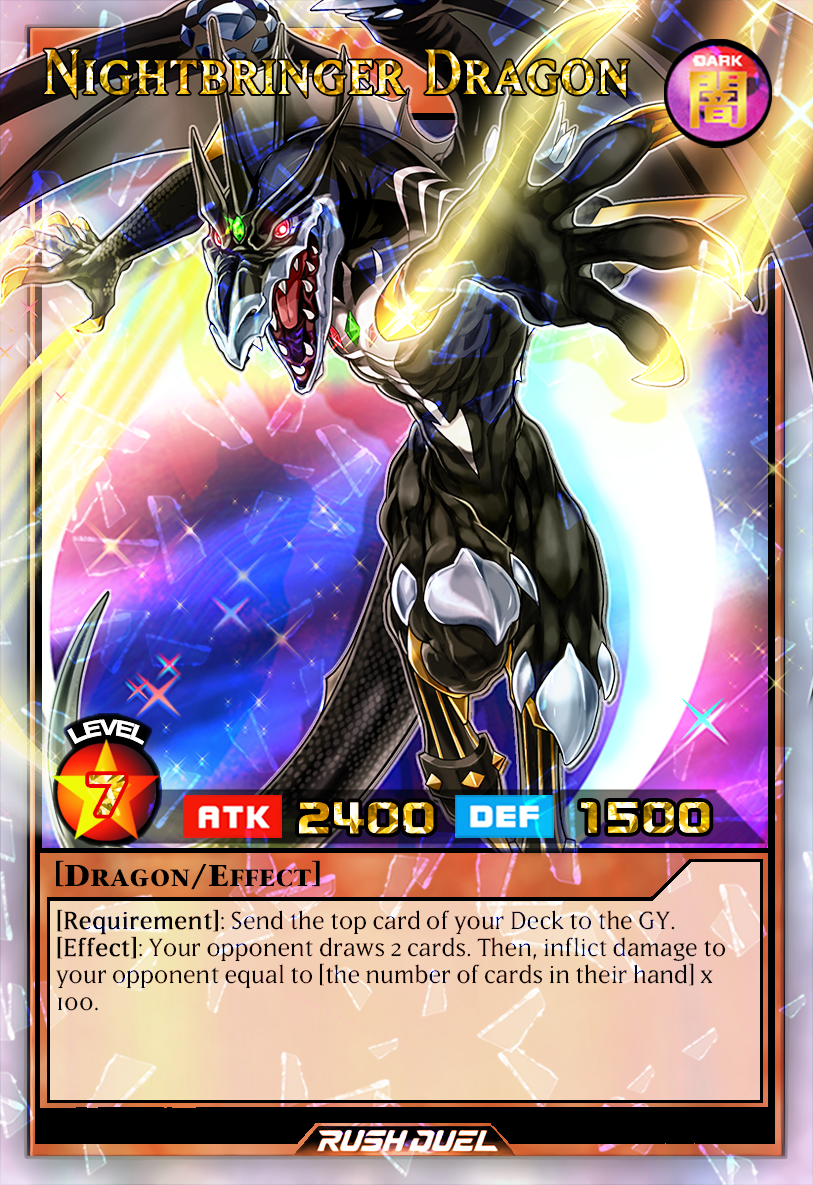 Nightbringer Dragon
DARK
闇
LEVEL
7
ATK 2400 DEF 1500
[Dragon/Effect]
[Requirement]: Send the top card of your Deck to the GY.
[Effect]: Your opponent draws 2 cards. Then, inflict damage to
your opponent equal to [the number of cards in their hand] x
100.
RUSH DUEL